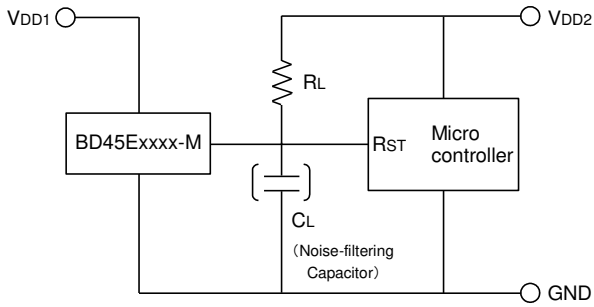 VDD1
VDD2
RL
BD45Exxxx-M
RST
Micro
controller
CL
（Noise-filtering
Capacitor）
GND